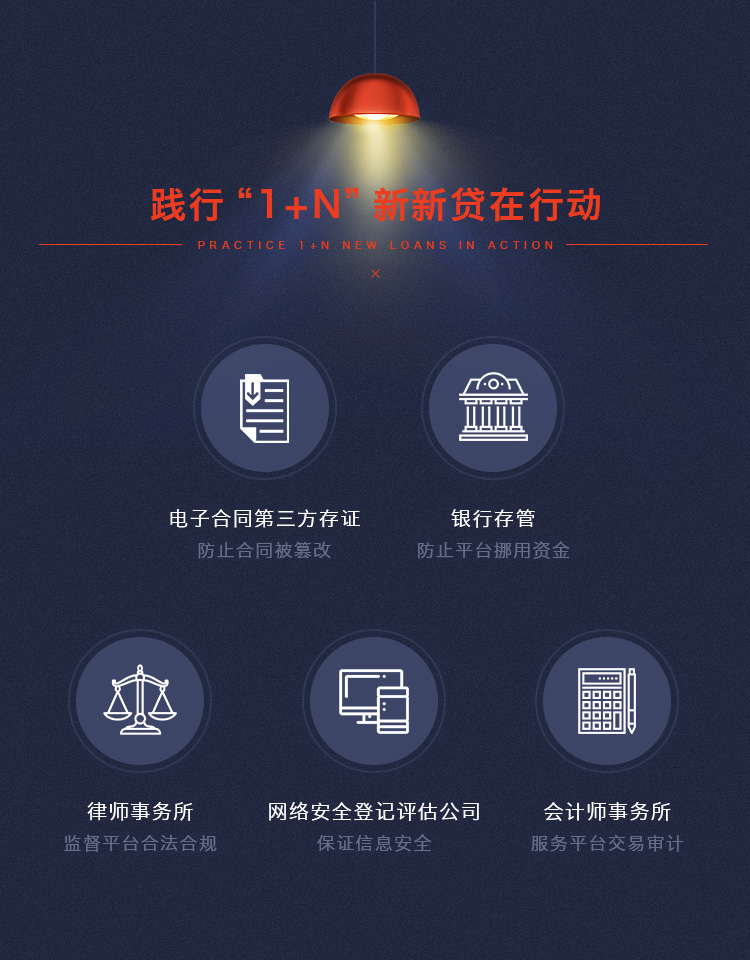 践行“1+N”新新贷在行动
PRACTICE 1+N NEW LOANS IN ACTION
电子合同第三方存证
防止合同被篡改
银行存管
防止平台挪用资金
律师事务所
监督平台合法合规
网络安全登记评估公司
保证信息安全
会计师事务所
服务平台交易审计